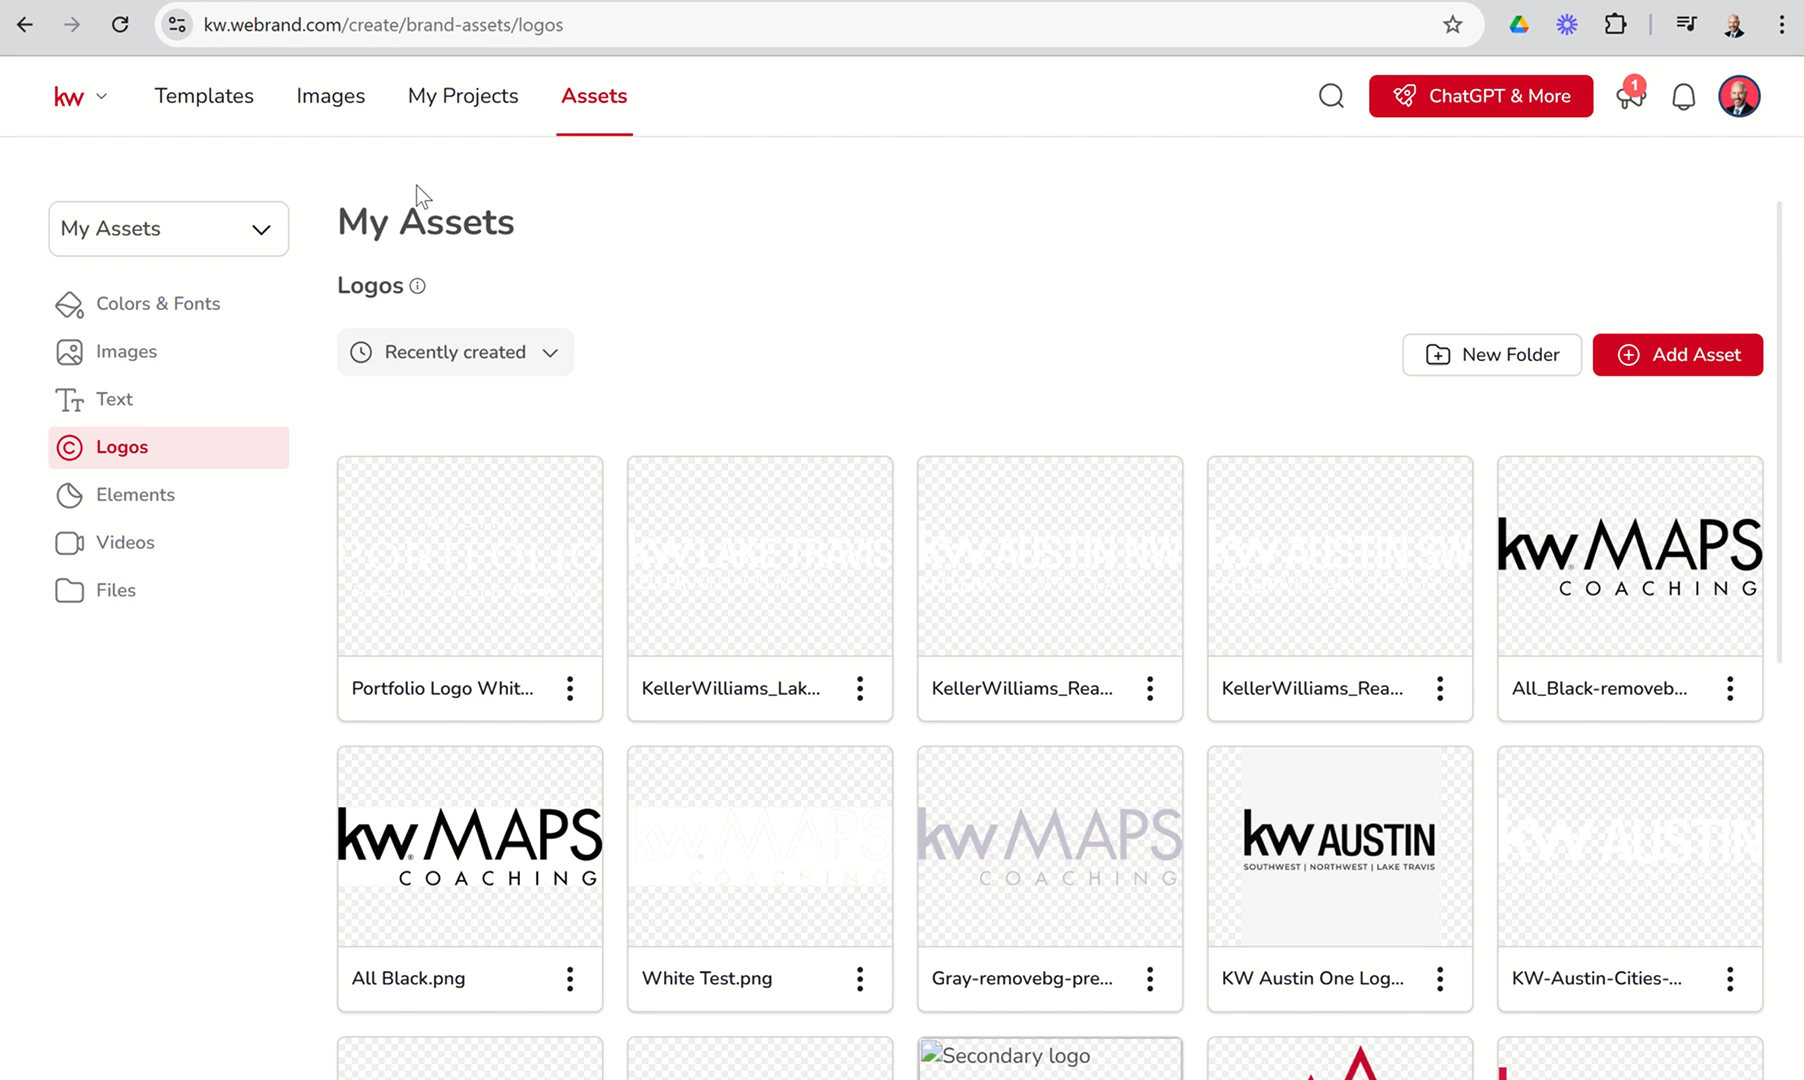 kw.webrand.com/create/brand-assets/logos
kw
Templates
Images
My Projects
Assets
ChatGPT & More
1
My Assets
My Assets
Logos
Colors & Fonts
Images
Text
Logos
Elements
Videos
Files
Recently created
New Folder
Add Asset
kw MAPS
COACHING
Portfolio Logo Whit...
KellerWilliams_Lak...
KellerWilliams_Rea...
KellerWilliams_Rea...
All_Black-removeb...
kw MAPS
COACHING
kw MAPS
COACHING
kw MAPS
COACHING
kw AUSTIN
SOUTHWEST | NORTHWEST | LAKE TRAVIS
All Black.png
White Test.png
Gray-removebg-pre...
KW Austin One Log...
KW-Austin-Cities-...
Secondary logo